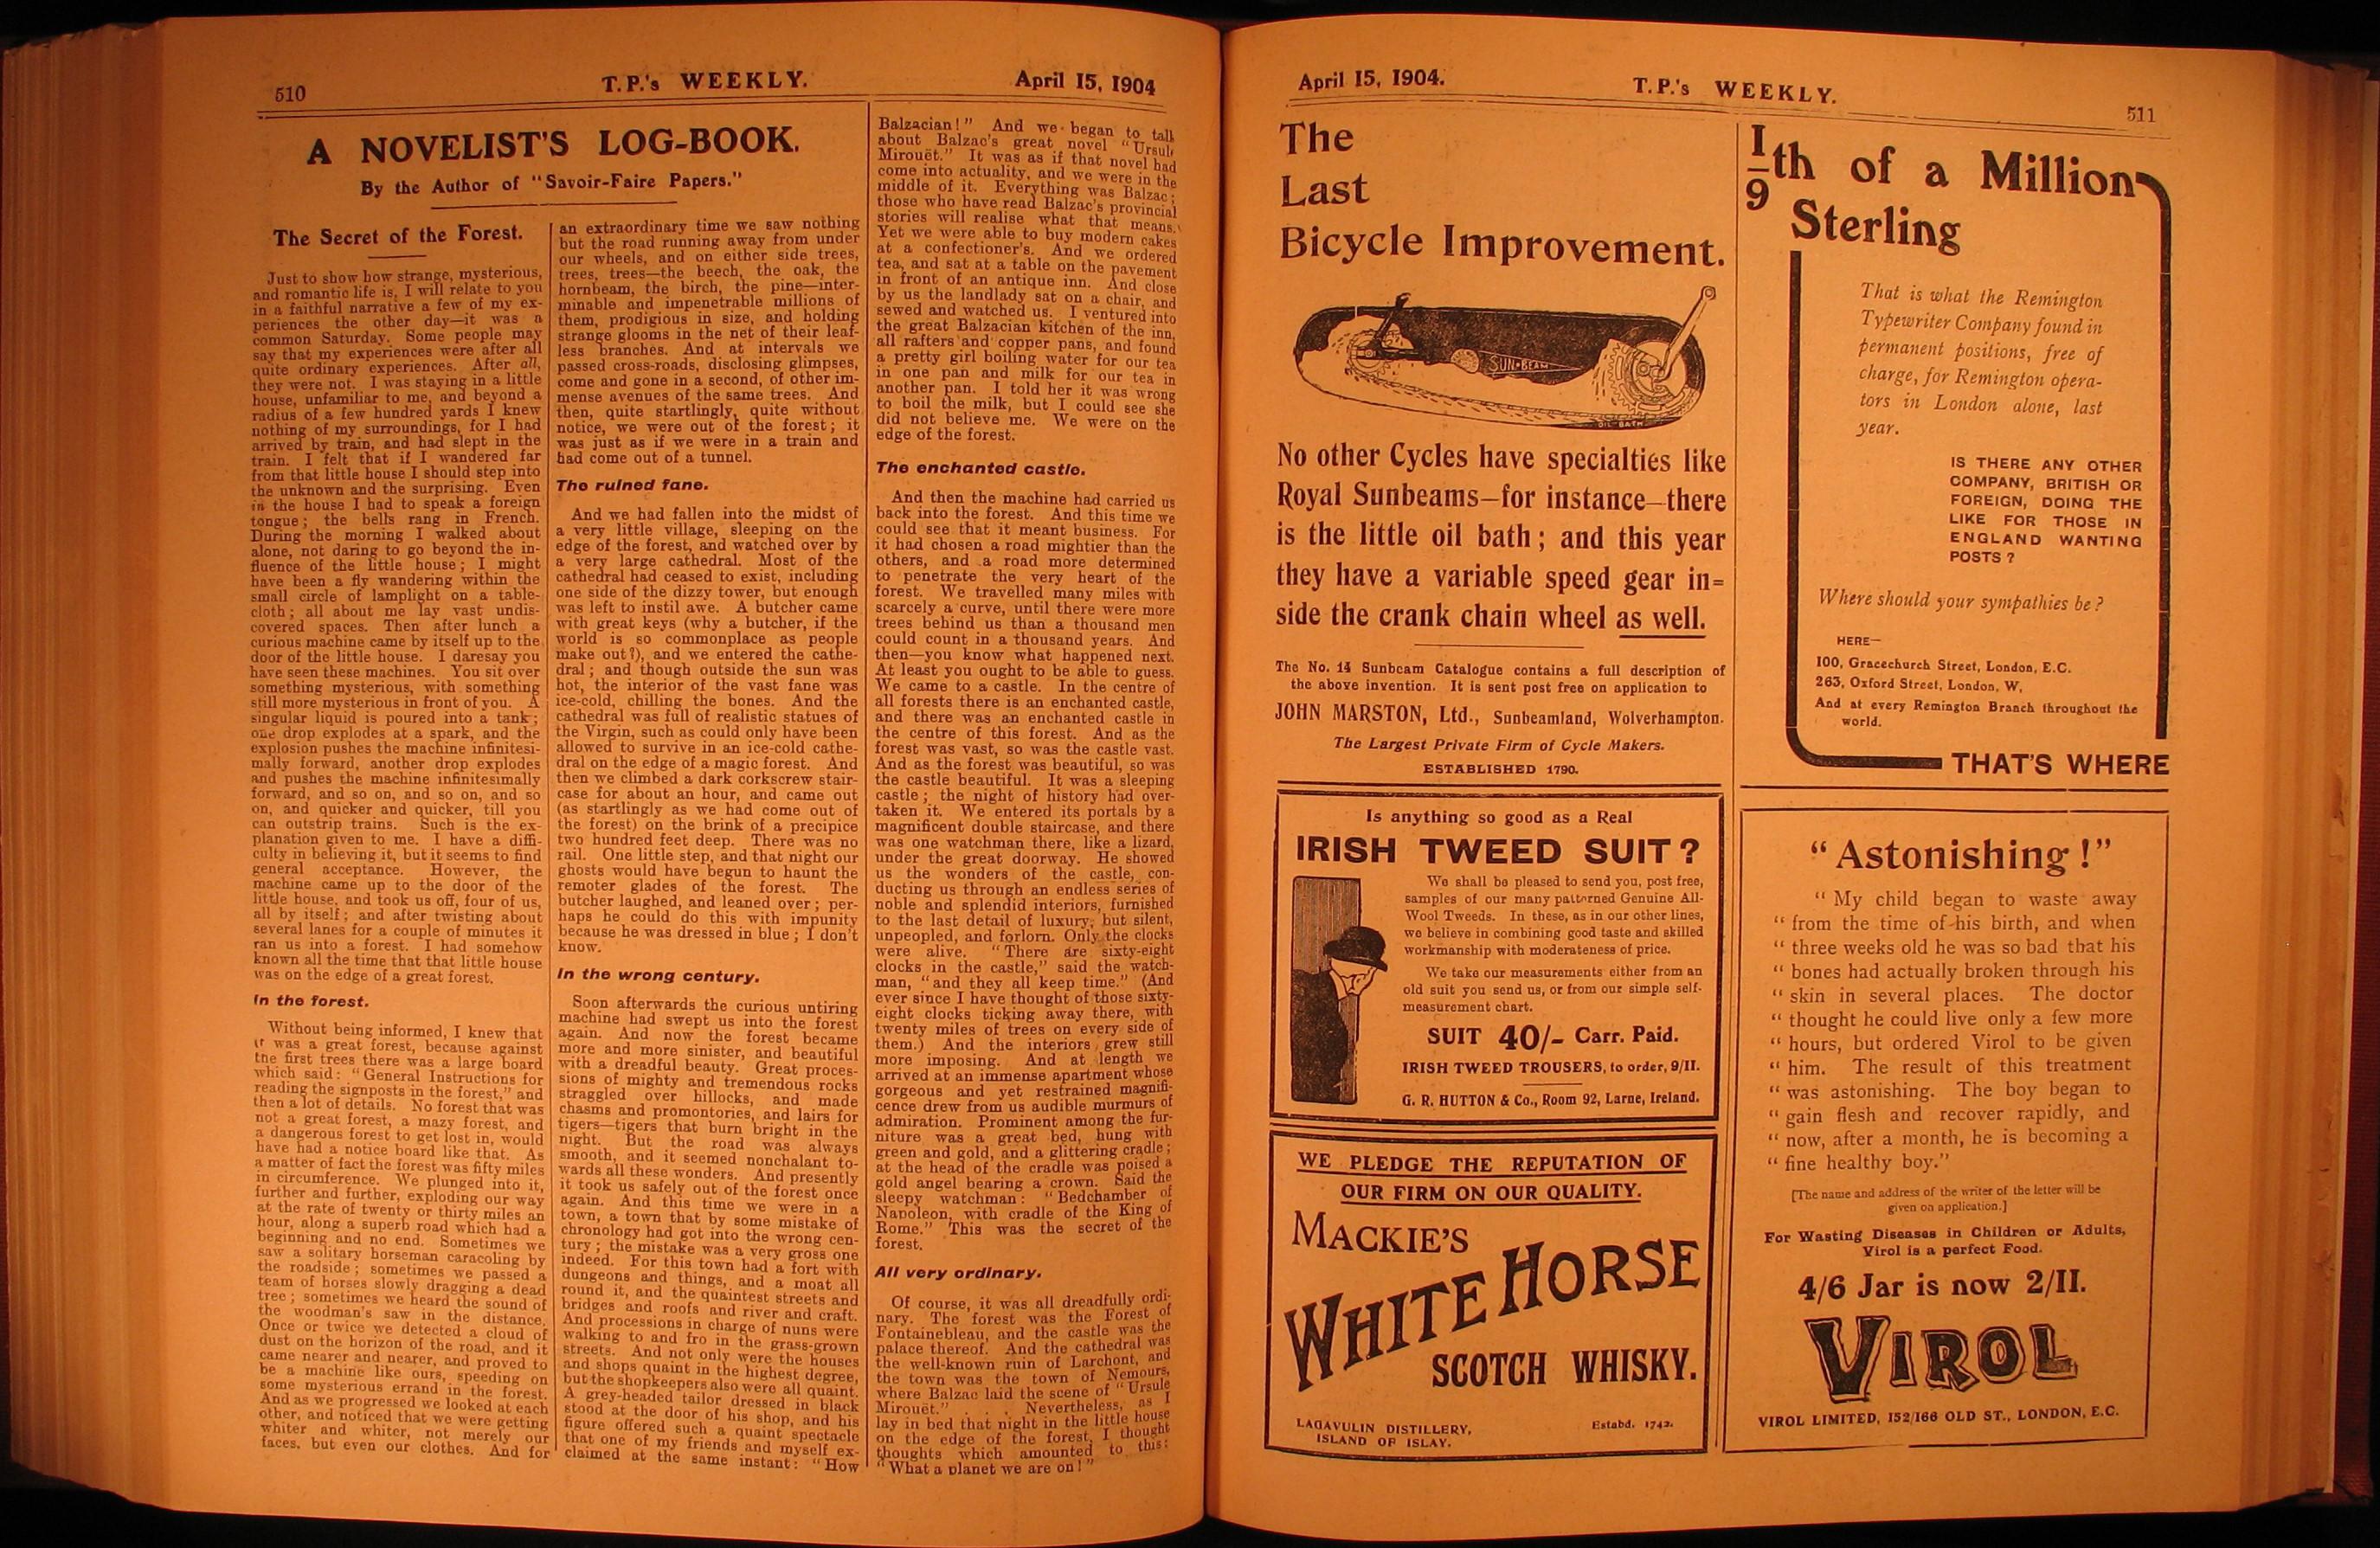 510
T.P.'s WEEKLY.
April 15, 1904
A NOVELIST'S LOG-BOOK.
By the Author of "Savoir-Faire Papers."
The Secret of the Forest.
Just to show how strange, mysterious,
and romantic life is, I will relate to you
in a faithful narrative a few of my ex-
periences the other day—it was a
common Saturday. Some people may
say that my experiences were after all
quite ordinary experiences. After all,
they were not. I was staying in a little
house, unfamiliar to me, and beyond a
radius of a few hundred yards I knew
nothing of my surroundings, for I had
arrived by train, and had slept in the
train. I felt that if I wandered far
from that little house I should step into
the unknown and the surprising. Even
in the house I had to speak a foreign
tongue; the bells rang in French.
During the morning I walked about
alone, not daring to go beyond the in-
fluence of the little house; I might
have been a fly wandering within the
small circle of lamplight on a table-
cloth; all about me lay vast undis-
covered spaces. Then after lunch a
curious machine came by itself up to the
door of the little house. I daresay you
have seen these machines. You sit over
something mysterious, with something
still more mysterious in front of you. A
singular liquid is poured into a tank;
one drop explodes at a spark, and the
explosion pushes the machine infinitesi-
mally forward, another drop explodes
and pushes the machine infinitesimally
forward, and so on, and so on, and so
on, and quicker and quicker, till you
can outstrip trains. Such is the ex-
planation given to me. I have a diffi-
culty in believing it, but it seems to find
general acceptance. However, the
machine came up to the door of the
little house, and took us off, four of us,
all by itself; and after twisting about
several lanes for a couple of minutes it
ran us into a forest. I had somehow
known all the time that that little house
was on the edge of a great forest.
In the forest.
Without being informed, I knew that
it was a great forest, because against
the first trees there was a large board
which said: "General Instructions for
reading the signposts in the forest," and
then a lot of details. No forest that was
not a great forest, a mazy forest, and
a dangerous forest to get lost in, would
have had a notice board like that. As
a matter of fact the forest was fifty miles
in circumference. We plunged into it,
further and further, exploding our way
at the rate of twenty or thirty miles an
hour, along a superb road which had a
beginning and no end. Sometimes we
saw a solitary horseman caracoling by
the roadside; sometimes we passed a
team of horses slowly dragging a dead
tree; sometimes we heard the sound of
the woodman's saw in the distance.
Once or twice we detected a cloud of
dust on the horizon of the road, and it
came nearer and nearer, and proved to
be a machine like ours, speeding on
some mysterious errand in the forest.
And as we progressed we looked at each
other, and noticed that we were getting
whiter and whiter, not merely our
faces, but even our clothes. And for
an extraordinary time we saw nothing
but the road running away from under
our wheels, and on either side trees,
trees, trees—the beech, the oak, the
hornbeam, the birch, the pine—inter-
minable and impenetrable millions of
them, prodigious in size, and holding
strange glooms in the net of their leaf-
less branches. And at intervals we
passed cross-roads, disclosing glimpses,
come and gone in a second, of other im-
mense avenues of the same trees. And
then, quite startlingly, quite without
notice, we were out of the forest; it
was just as if we were in a train and
had come out of a tunnel.
The ruined fane.
And we had fallen into the midst of
a very little village, sleeping on the
edge of the forest, and watched over by
a very large cathedral. Most of the
cathedral had ceased to exist, including
one side of the dizzy tower, but enough
was left to instil awe. A butcher came
with great keys (why a butcher, if the
world is so commonplace as people
make out?), and we entered the cathe-
dral; and though outside the sun was
hot, the interior of the vast fane was
ice-cold, chilling the bones. And the
cathedral was full of realistic statues of
the Virgin, such as could only have been
allowed to survive in an ice-cold cathe-
dral on the edge of a magic forest. And
then we climbed a dark corkscrew stair-
case for about an hour, and came out
(as startlingly as we had come out of
the forest) on the brink of a precipice
two hundred feet deep. There was no
rail. One little step, and that night our
ghosts would have begun to haunt the
remoter glades of the forest. The
butcher laughed, and leaned over; per-
haps he could do this with impunity
because he was dressed in blue; I don't
know.
In the wrong century.
Soon afterwards the curious untiring
machine had swept us into the forest
again. And now the forest became
more and more sinister, and beautiful
with a dreadful beauty. Great proces-
sions of mighty and tremendous rocks
straggled over hillocks, and made
chasms and promontories, and lairs for
tigers—tigers that burn bright in the
night. But the road was always
smooth, and it seemed nonchalant to-
wards all these wonders. And presently
it took us safely out of the forest once
again. And this time we were in a
town, a town that by some mistake of
chronology had got into the wrong cen-
tury; the mistake was a very gross one
indeed. For this town had a fort with
dungeons and things, and a moat all
round it, and the quaintest streets and
bridges and roofs and river and craft.
And processions in charge of nuns were
walking to and fro in the grass-grown
streets. And not only were the houses
and shops quaint in the highest degree,
but the shopkeepers also were all quaint.
A grey-headed tailor dressed in black
stood at the door of his shop, and his
figure offered such a quaint spectacle
that one of my friends and myself ex-
claimed at the same instant: "How
Balzacian!" And we began to talk
about Balzac's great novel "Ursule
Mirouët." It was as if that novel had
come into actuality, and we were in the
middle of it. Everything was Balzac;
those who have read Balzac's provincial
stories will realise what that means.
Yet we were able to buy modern cakes
at a confectioner's. And we ordered
tea, and sat at a table on the pavement
in front of an antique inn. And close
by us the landlady sat on a chair, and
sewed and watched us. I ventured into
the great Balzacian kitchen of the inn,
all rafters and copper pans, and found
a pretty girl boiling water for our tea
in one pan and milk for our tea in
another pan. I told her it was wrong
to boil the milk, but I could see she
did not believe me. We were on the
edge of the forest.
The enchanted castle.
And then the machine had carried us
back into the forest. And this time we
could see that it meant business. For
it had chosen a road mightier than the
others, and a road more determined
to penetrate the very heart of the
forest. We travelled many miles with
scarcely a curve, until there were more
trees behind us than a thousand men
could count in a thousand years. And
then—you know what happened next.
At least you ought to be able to guess.
We came to a castle. In the centre of
all forests there is an enchanted castle,
and there was an enchanted castle in
the centre of this forest. And as the
forest was vast, so was the castle vast.
And as the forest was beautiful, so was
the castle beautiful. It was a sleeping
castle; the night of history had over-
taken it. We entered its portals by a
magnificent double staircase, and there
was one watchman there, like a lizard,
under the great doorway. He showed
us the wonders of the castle, con-
ducting us through an endless series of
noble and splendid interiors, furnished
to the last detail of luxury; but silent,
unpeopled, and forlorn. Only the clocks
were alive. "There are sixty-eight
clocks in the castle," said the watch-
man, "and they all keep time." (And
ever since I have thought of those sixty-
eight clocks ticking away there, with
twenty miles of trees on every side of
them.) And the interiors grew still
more imposing. And at length we
arrived at an immense apartment whose
gorgeous and yet restrained magnifi-
cence drew from us audible murmurs of
admiration. Prominent among the fur-
niture was a great bed, hung with
green and gold, and a glittering cradle;
at the head of the cradle was poised a
gold angel bearing a crown. Said the
sleepy watchman: "Bedchamber of
Napoleon, with cradle of the King of
Rome." This was the secret of the
forest.
All very ordinary.
Of course, it was all dreadfully ordi-
nary. The forest was the Forest of
Fontainebleau, and the castle was the
palace thereof. And the cathedral was
the well-known ruin of Larchont, and
the town was the town of Nemours,
where Balzac laid the scene of "Ursule
Mirouët." . . . Nevertheless, as I
lay in bed that night in the little house
on the edge of the forest, I thought
thoughts which amounted to this:
"What a planet we are on!"
April 15, 1904.
T.P.'s WEEKLY.
511
The
Last
Bicycle Improvement.
SUN-BEAM
OIL BATH
No other Cycles have specialties like
Royal Sunbeams—for instance—there
is the little oil bath; and this year
they have a variable speed gear in=
side the crank chain wheel as well.
The No. 14 Sunbeam Catalogue contains a full description of
the above invention. It is sent post free on application to
JOHN MARSTON, Ltd., Sunbeamland, Wolverhampton.
The Largest Private Firm of Cycle Makers.
ESTABLISHED 1790.
Is anything so good as a Real
IRISH TWEED SUIT?
We shall be pleased to send you, post free,
samples of our many patterned Genuine All-
Wool Tweeds. In these, as in our other lines,
we believe in combining good taste and skilled
workmanship with moderateness of price.
We take our measurements either from an
old suit you send us, or from our simple self-
measurement chart.
SUIT 40/- Carr. Paid.
IRISH TWEED TROUSERS, to order, 9/11.
G. R. HUTTON & Co., Room 92, Larne, Ireland.
WE PLEDGE THE REPUTATION OF
OUR FIRM ON OUR QUALITY.
MACKIE'S
WHITE HORSE
SCOTCH WHISKY.
LAGAVULIN DISTILLERY,
ISLAND OF ISLAY.
Estabd. 1742.
1/9th of a Million
Sterling
That is what the Remington
Typewriter Company found in
permanent positions, free of
charge, for Remington opera-
tors in London alone, last
year.
IS THERE ANY OTHER
COMPANY, BRITISH OR
FOREIGN, DOING THE
LIKE FOR THOSE IN
ENGLAND WANTING
POSTS?
Where should your sympathies be?
HERE—
100, Gracechurch Street, London, E.C.
263, Oxford Street, London, W,
And at every Remington Branch throughout the
world.
THAT'S WHERE
"Astonishing!"
"My child began to waste away
"from the time of his birth, and when
"three weeks old he was so bad that his
"bones had actually broken through his
"skin in several places. The doctor
"thought he could live only a few more
"hours, but ordered Virol to be given
"him. The result of this treatment
"was astonishing. The boy began to
"gain flesh and recover rapidly, and
"now, after a month, he is becoming a
"fine healthy boy."
[The name and address of the writer of the letter will be
given on application.]
For Wasting Diseases in Children or Adults,
Virol is a perfect Food.
4/6 Jar is now 2/11.
VIROL
VIROL LIMITED, 152/166 OLD ST., LONDON, E.C.